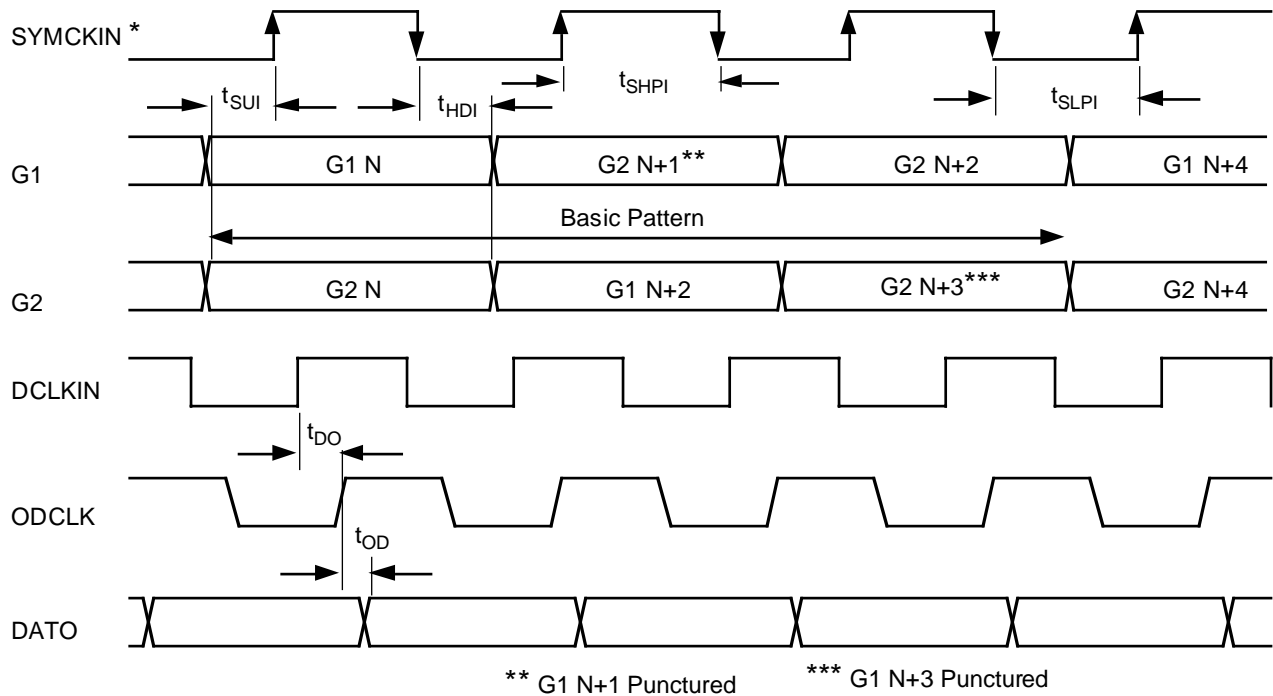 SYMCKIN *
tSUI
tHDI
tSHPI
tSLPI
G1
G1 N
G2 N+1**
G2 N+2
G1 N+4
Basic Pattern
G2
G2 N
G1 N+2
G2 N+3***
G2 N+4
DCLKIN
tDO
ODCLK
tOD
DATO
** G1 N+1 Punctured
*** G1 N+3 Punctured